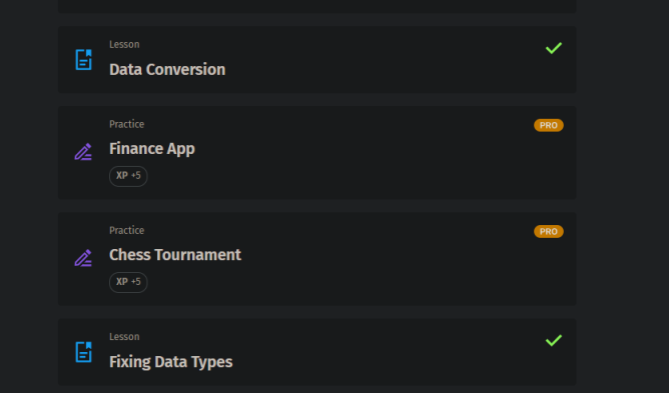 Lesson
Data Conversion
Practice
PRO
Finance App
XP +5
Practice
PRO
Chess Tournament
XP +5
Lesson
Fixing Data Types